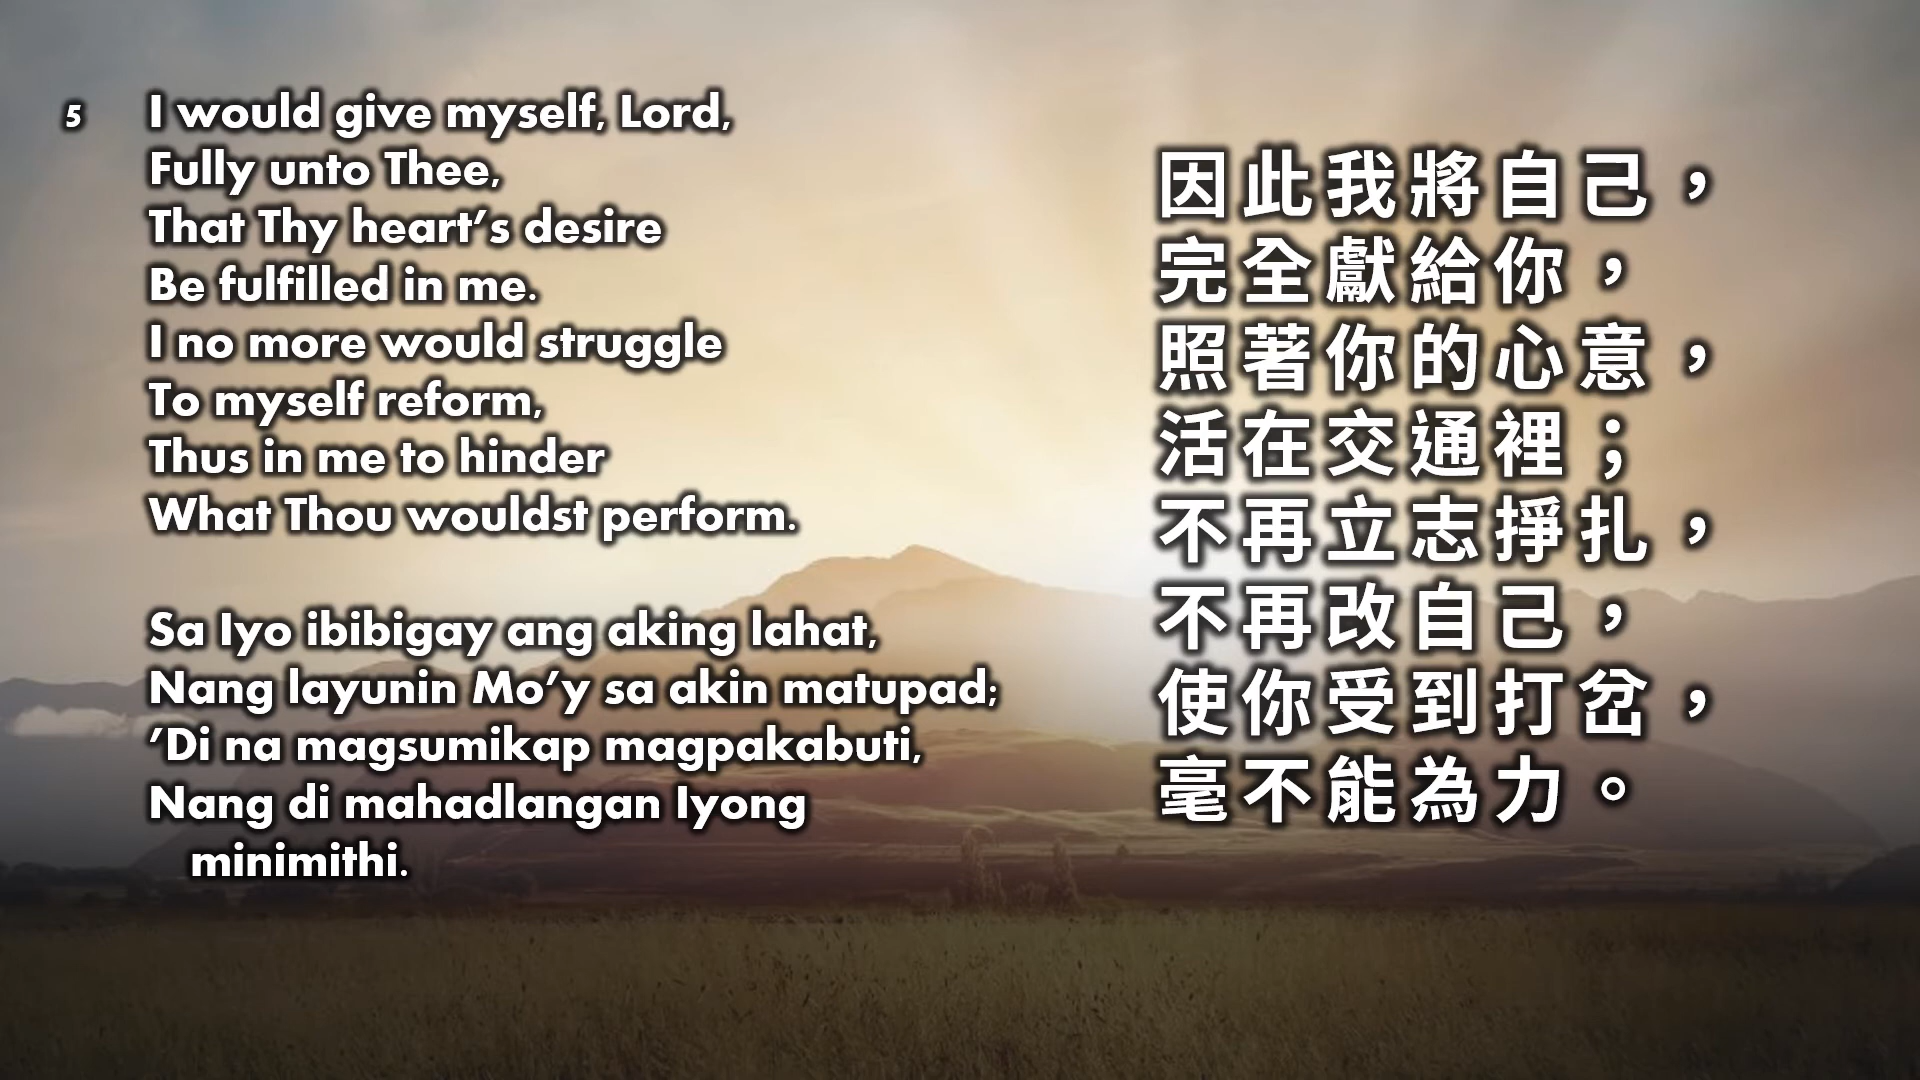 5 I would give myself, Lord,
Fully unto Thee,
That Thy heart’s desire
Be fulfilled in me.
I no more would struggle
To myself reform,
Thus in me to hinder
What Thou wouldst perform.
Sa Iyo ibibigay ang aking lahat,
Nang layunin Mo’y sa akin matupad;
’Di na magsumikap magpakabuti,
Nang di mahadlangan Iyong
minimithi.
因此我將自己，
完全獻給你，
照著你的心意，
活在交通裡；
不再立志掙扎，
不再改自己，
使你受到打岔，
毫不能為力。